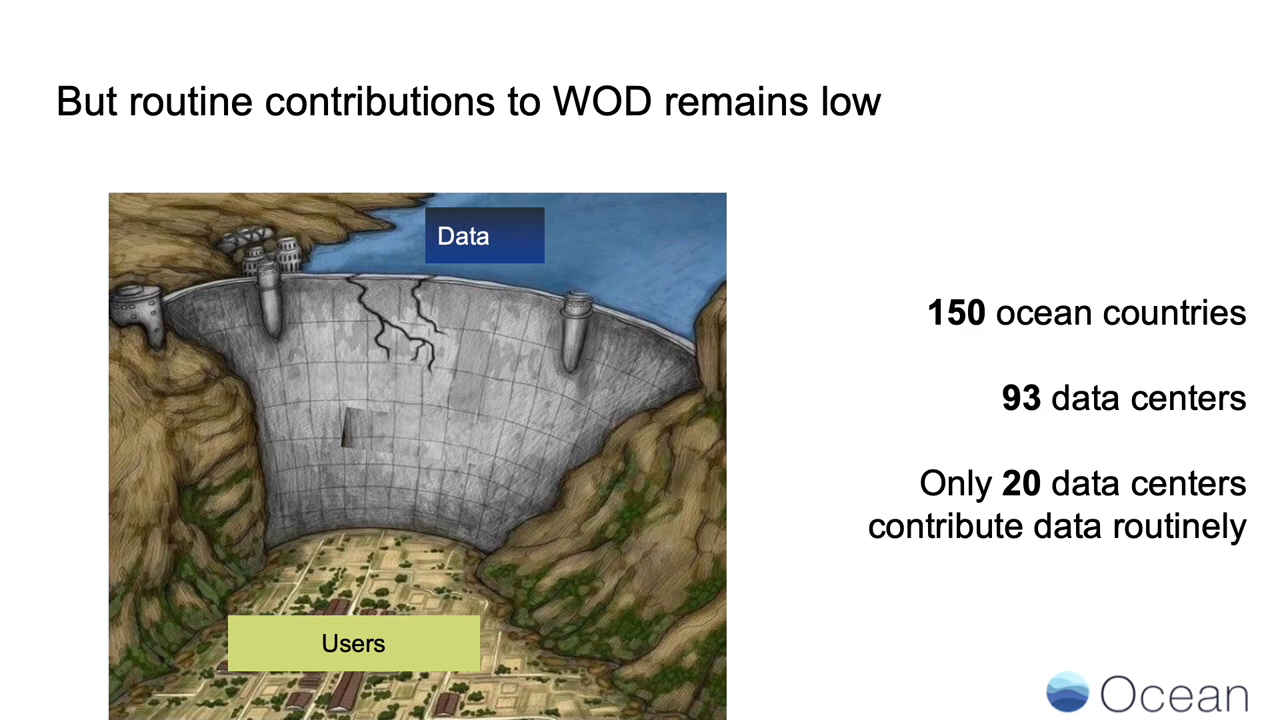 But routine contributions to WOD remains low
Data
150 ocean countries
93 data centers
Only 20 data centers
contribute data routinely
Users
Ocean